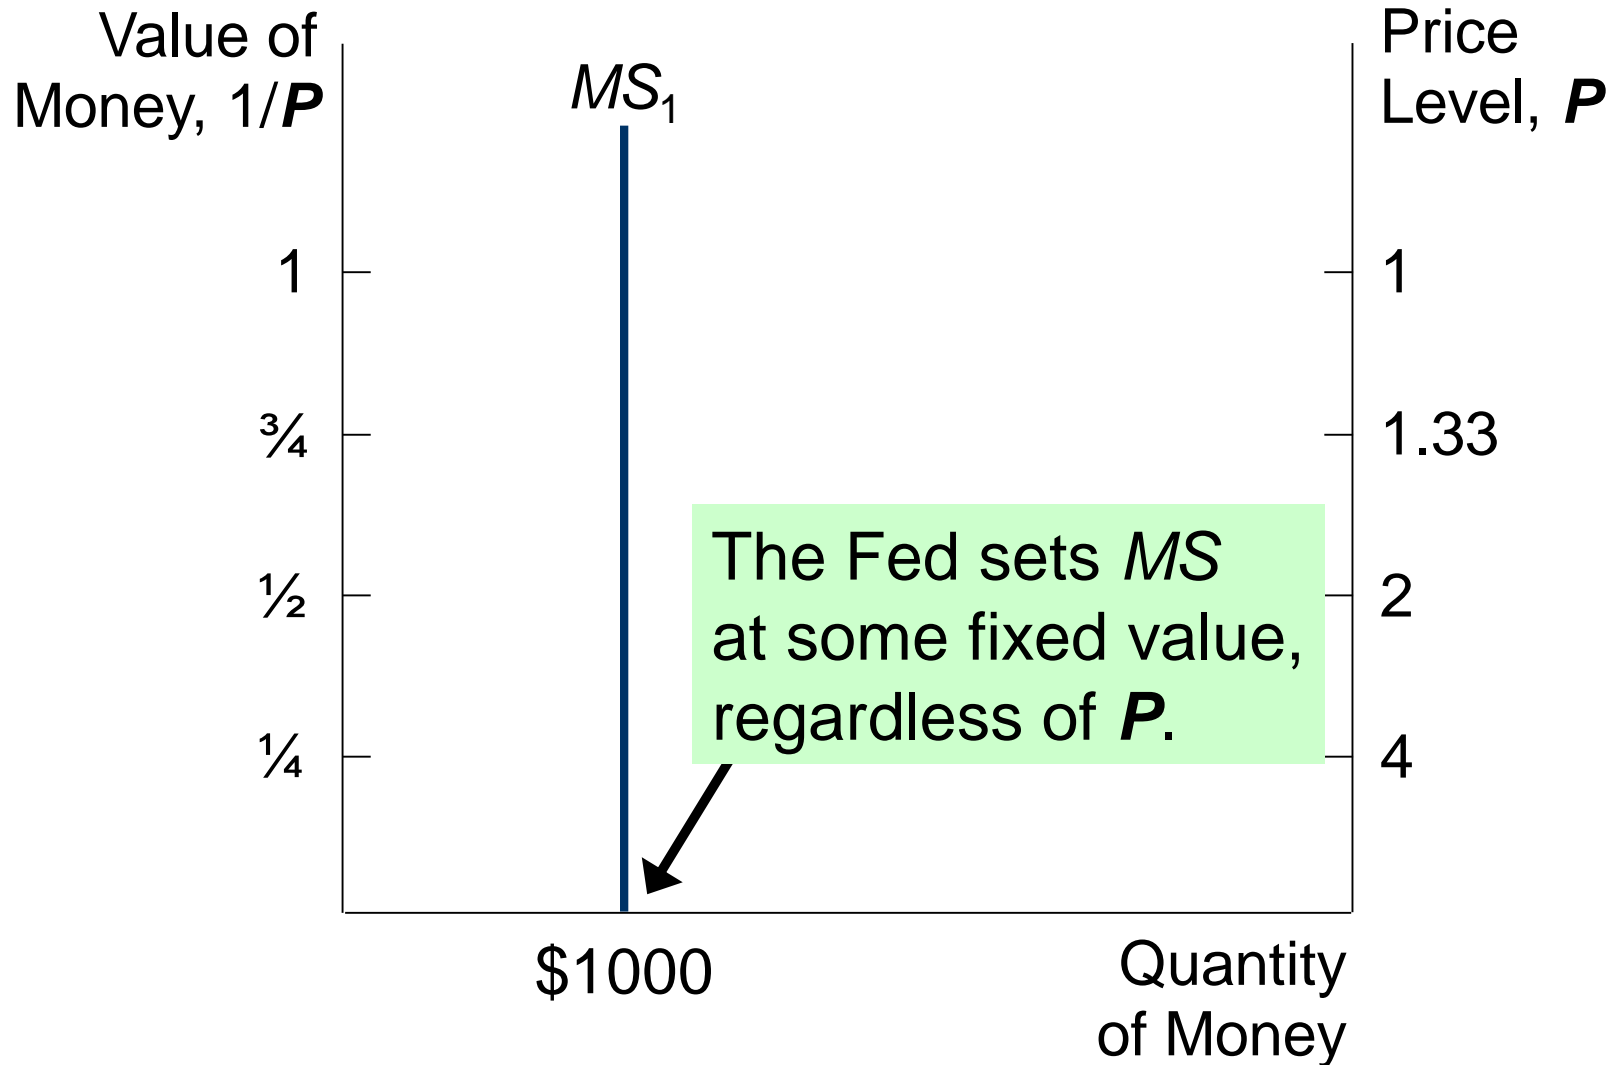 Value of
Money, 1/P
MS₁
Price
Level, P
1
1
¾
1.33
The Fed sets MS
at some fixed value,
regardless of P.
½
2
¼
4
$1000
Quantity
of Money